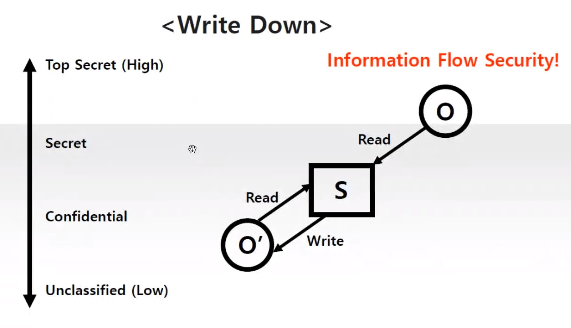 <Write Down>
Information Flow Security!
Top Secret (High)
O
Read
Secret
S
Read
Confidential
O’
Write
Unclassified (Low)